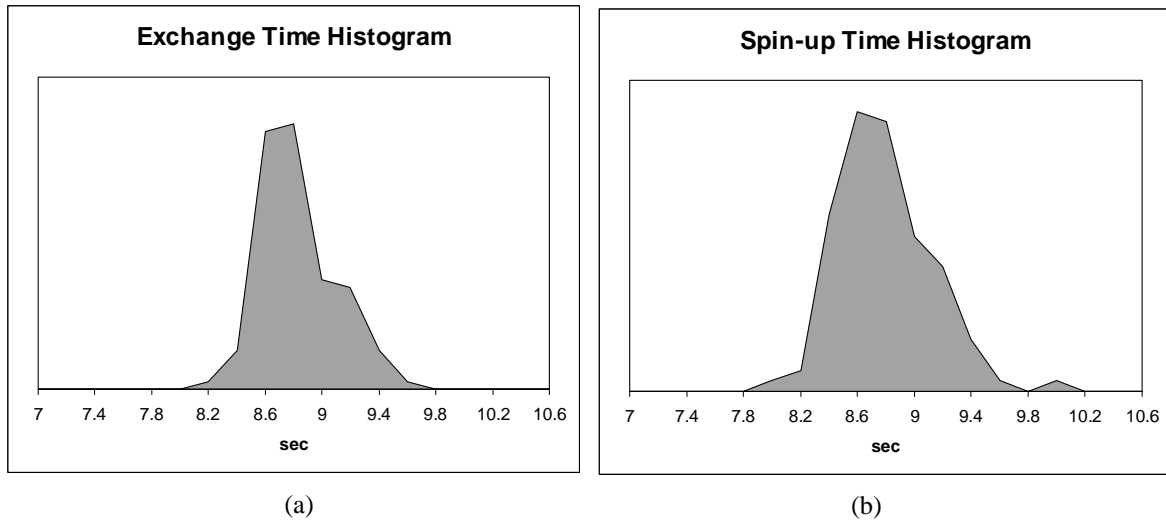 Exchange Time Histogram
7 7.4 7.8 8.2 8.6 9 9.4 9.8 10.2 10.6
sec
(a)
Spin-up Time Histogram
7 7.4 7.8 8.2 8.6 9 9.4 9.8 10.2 10.6
sec
(b)